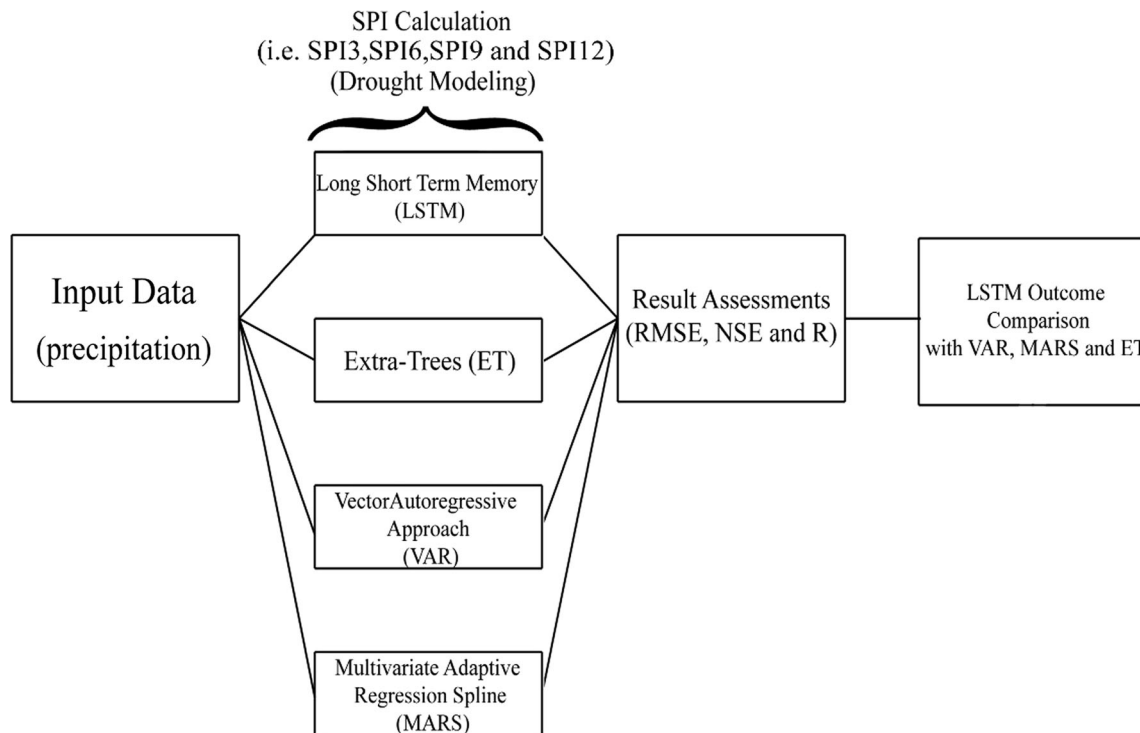 SPI Calculation
(i.e. SPI3,SPI6,SPI9 and SPI12)
(Drought Modeling)
Long Short Term Memory
(LSTM)
Input Data
(precipitation)
Extra-Trees (ET)
VectorAutoregressive
Approach
(VAR)
Multivariate Adaptive
Regression Spline
(MARS)
Result Assessments
(RMSE, NSE and R)
LSTM Outcome
Comparison
with VAR, MARS and ET